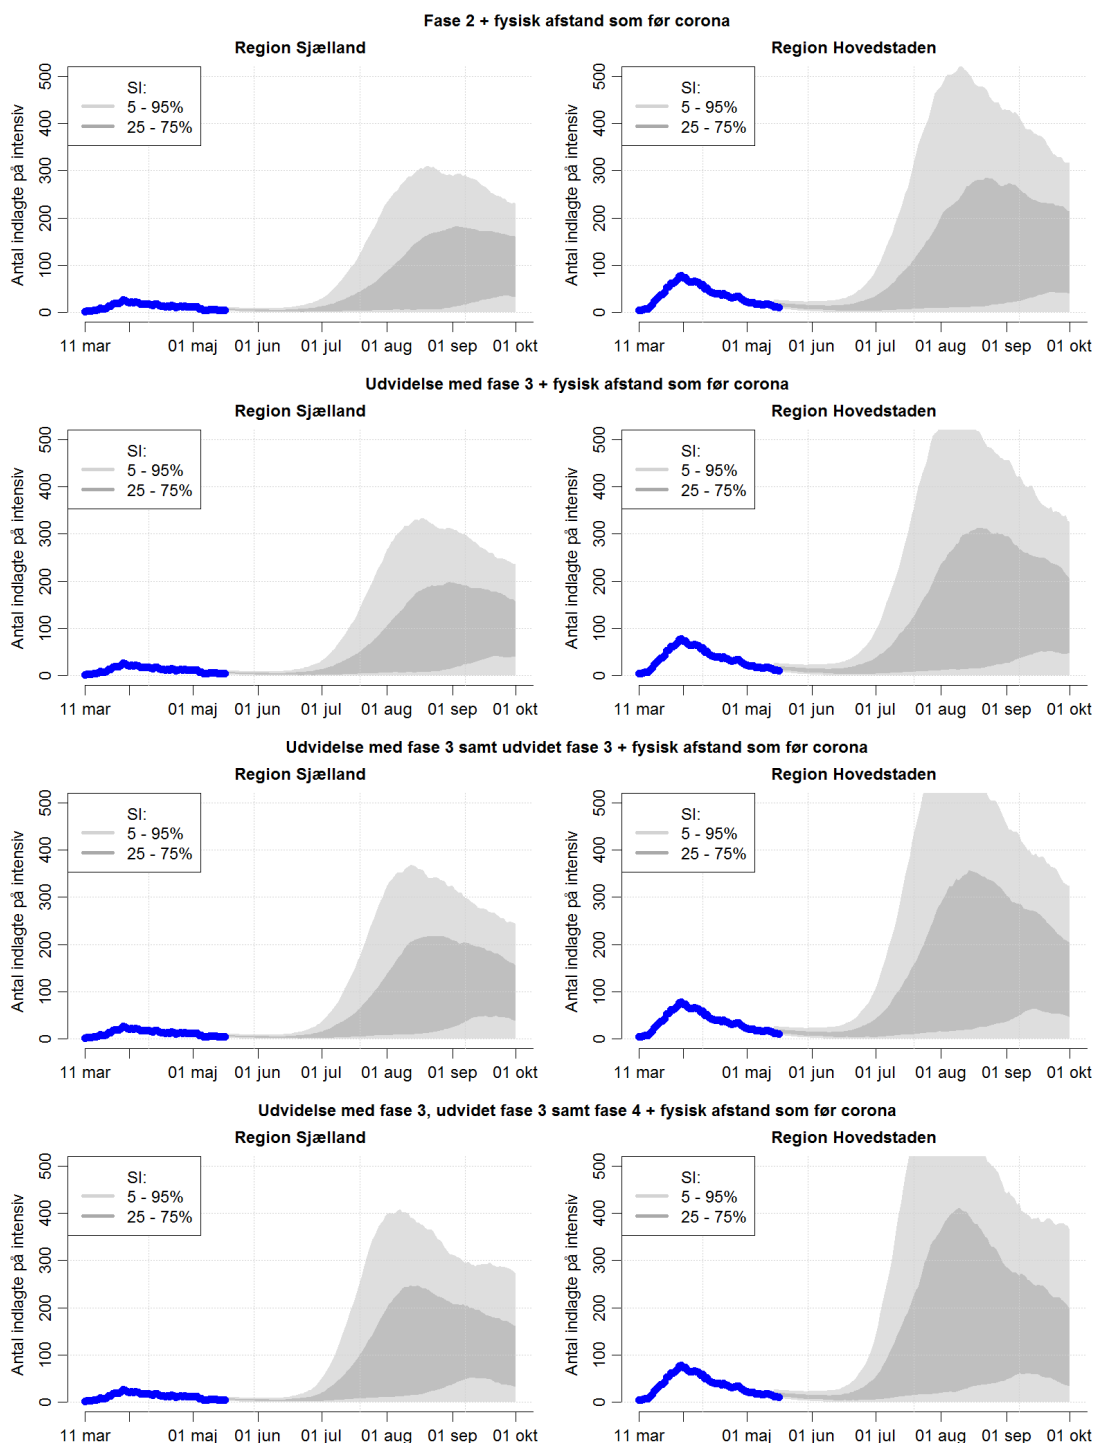 Fase 2 + fysisk afstand som før corona
Region Sjælland
Region Hovedstaden
Antal indlagte på intensiv
500
400
300
200
100
0
SI:
5 - 95%
25 - 75%
11 mar 01 maj 01 jun 01 jul 01 aug 01 sep 01 okt
Antal indlagte på intensiv
500
400
300
200
100
0
SI:
5 - 95%
25 - 75%
11 mar 01 maj 01 jun 01 jul 01 aug 01 sep 01 okt
Udvidelse med fase 3 + fysisk afstand som før corona
Region Sjælland
Region Hovedstaden
Antal indlagte på intensiv
500
400
300
200
100
0
SI:
5 - 95%
25 - 75%
11 mar 01 maj 01 jun 01 jul 01 aug 01 sep 01 okt
Antal indlagte på intensiv
500
400
300
200
100
0
SI:
5 - 95%
25 - 75%
11 mar 01 maj 01 jun 01 jul 01 aug 01 sep 01 okt
Udvidelse med fase 3 samt udvidet fase 3 + fysisk afstand som før corona
Region Sjælland
Region Hovedstaden
Antal indlagte på intensiv
500
400
300
200
100
0
SI:
5 - 95%
25 - 75%
11 mar 01 maj 01 jun 01 jul 01 aug 01 sep 01 okt
Antal indlagte på intensiv
500
400
300
200
100
0
SI:
5 - 95%
25 - 75%
11 mar 01 maj 01 jun 01 jul 01 aug 01 sep 01 okt
Udvidelse med fase 3, udvidet fase 3 samt fase 4 + fysisk afstand som før corona
Region Sjælland
Region Hovedstaden
Antal indlagte på intensiv
500
400
300
200
100
0
SI:
5 - 95%
25 - 75%
11 mar 01 maj 01 jun 01 jul 01 aug 01 sep 01 okt
Antal indlagte på intensiv
500
400
300
200
100
0
SI:
5 - 95%
25 - 75%
11 mar 01 maj 01 jun 01 jul 01 aug 01 sep 01 okt